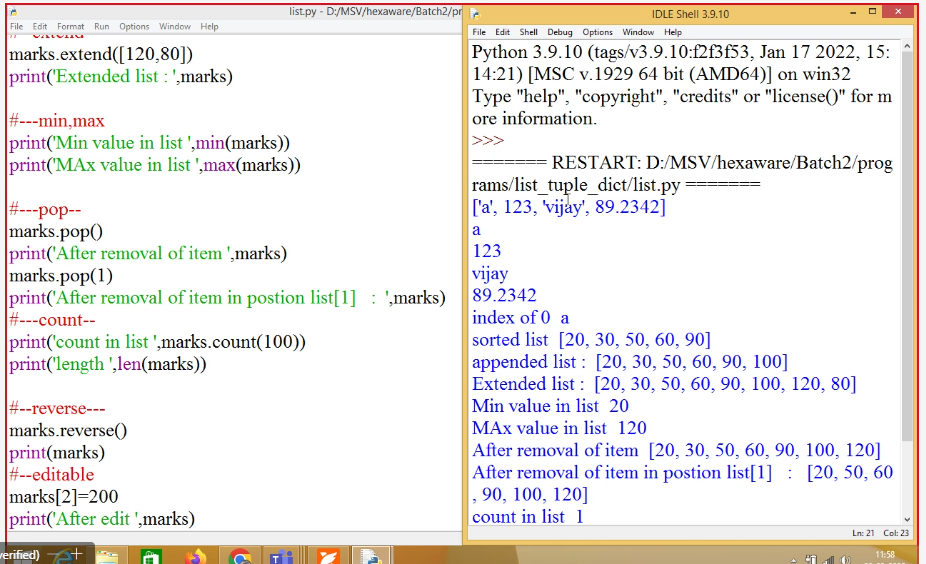 list.py - D:/MSV/hexaware/Batch2/pr
File Edit Format Run Options Window Help
#--extend
marks.extend([120,80])
print('Extended list : ',marks)
#---min,max
print('Min value in list ',min(marks))
print('MAx value in list ',max(marks))
#---pop--
marks.pop()
print('After removal of item ',marks)
marks.pop(1)
print('After removal of item in postion list[1]   :  ',marks)
#---count--
print('count in list ',marks.count(100))
print('length ',len(marks))
#--reverse---
marks.reverse()
print(marks)
#--editable
marks[2]=200
print('After edit ',marks)
IDLE Shell 3.9.10
File Edit Shell Debug Options Window Help
Python 3.9.10 (tags/v3.9.10:f2f3f53, Jan 17 2022, 15:
14:21) [MSC v.1929 64 bit (AMD64)] on win32
Type "help", "copyright", "credits" or "license()" for m
ore information.
>>>
======= RESTART: D:/MSV/hexaware/Batch2/prog
rams/list_tuple_dict/list.py =======
['a', 123, 'vijay', 89.2342]
a
123
vijay
89.2342
index of 0  a
sorted list  [20, 30, 50, 60, 90]
appended list :  [20, 30, 50, 60, 90, 100]
Extended list :  [20, 30, 50, 60, 90, 100, 120, 80]
Min value in list  20
MAx value in list  120
After removal of item  [20, 30, 50, 60, 90, 100, 120]
After removal of item in postion list[1]   :   [20, 50, 60
, 90, 100, 120]
count in list  1
Ln: 21 Col: 23
erified)
11:58